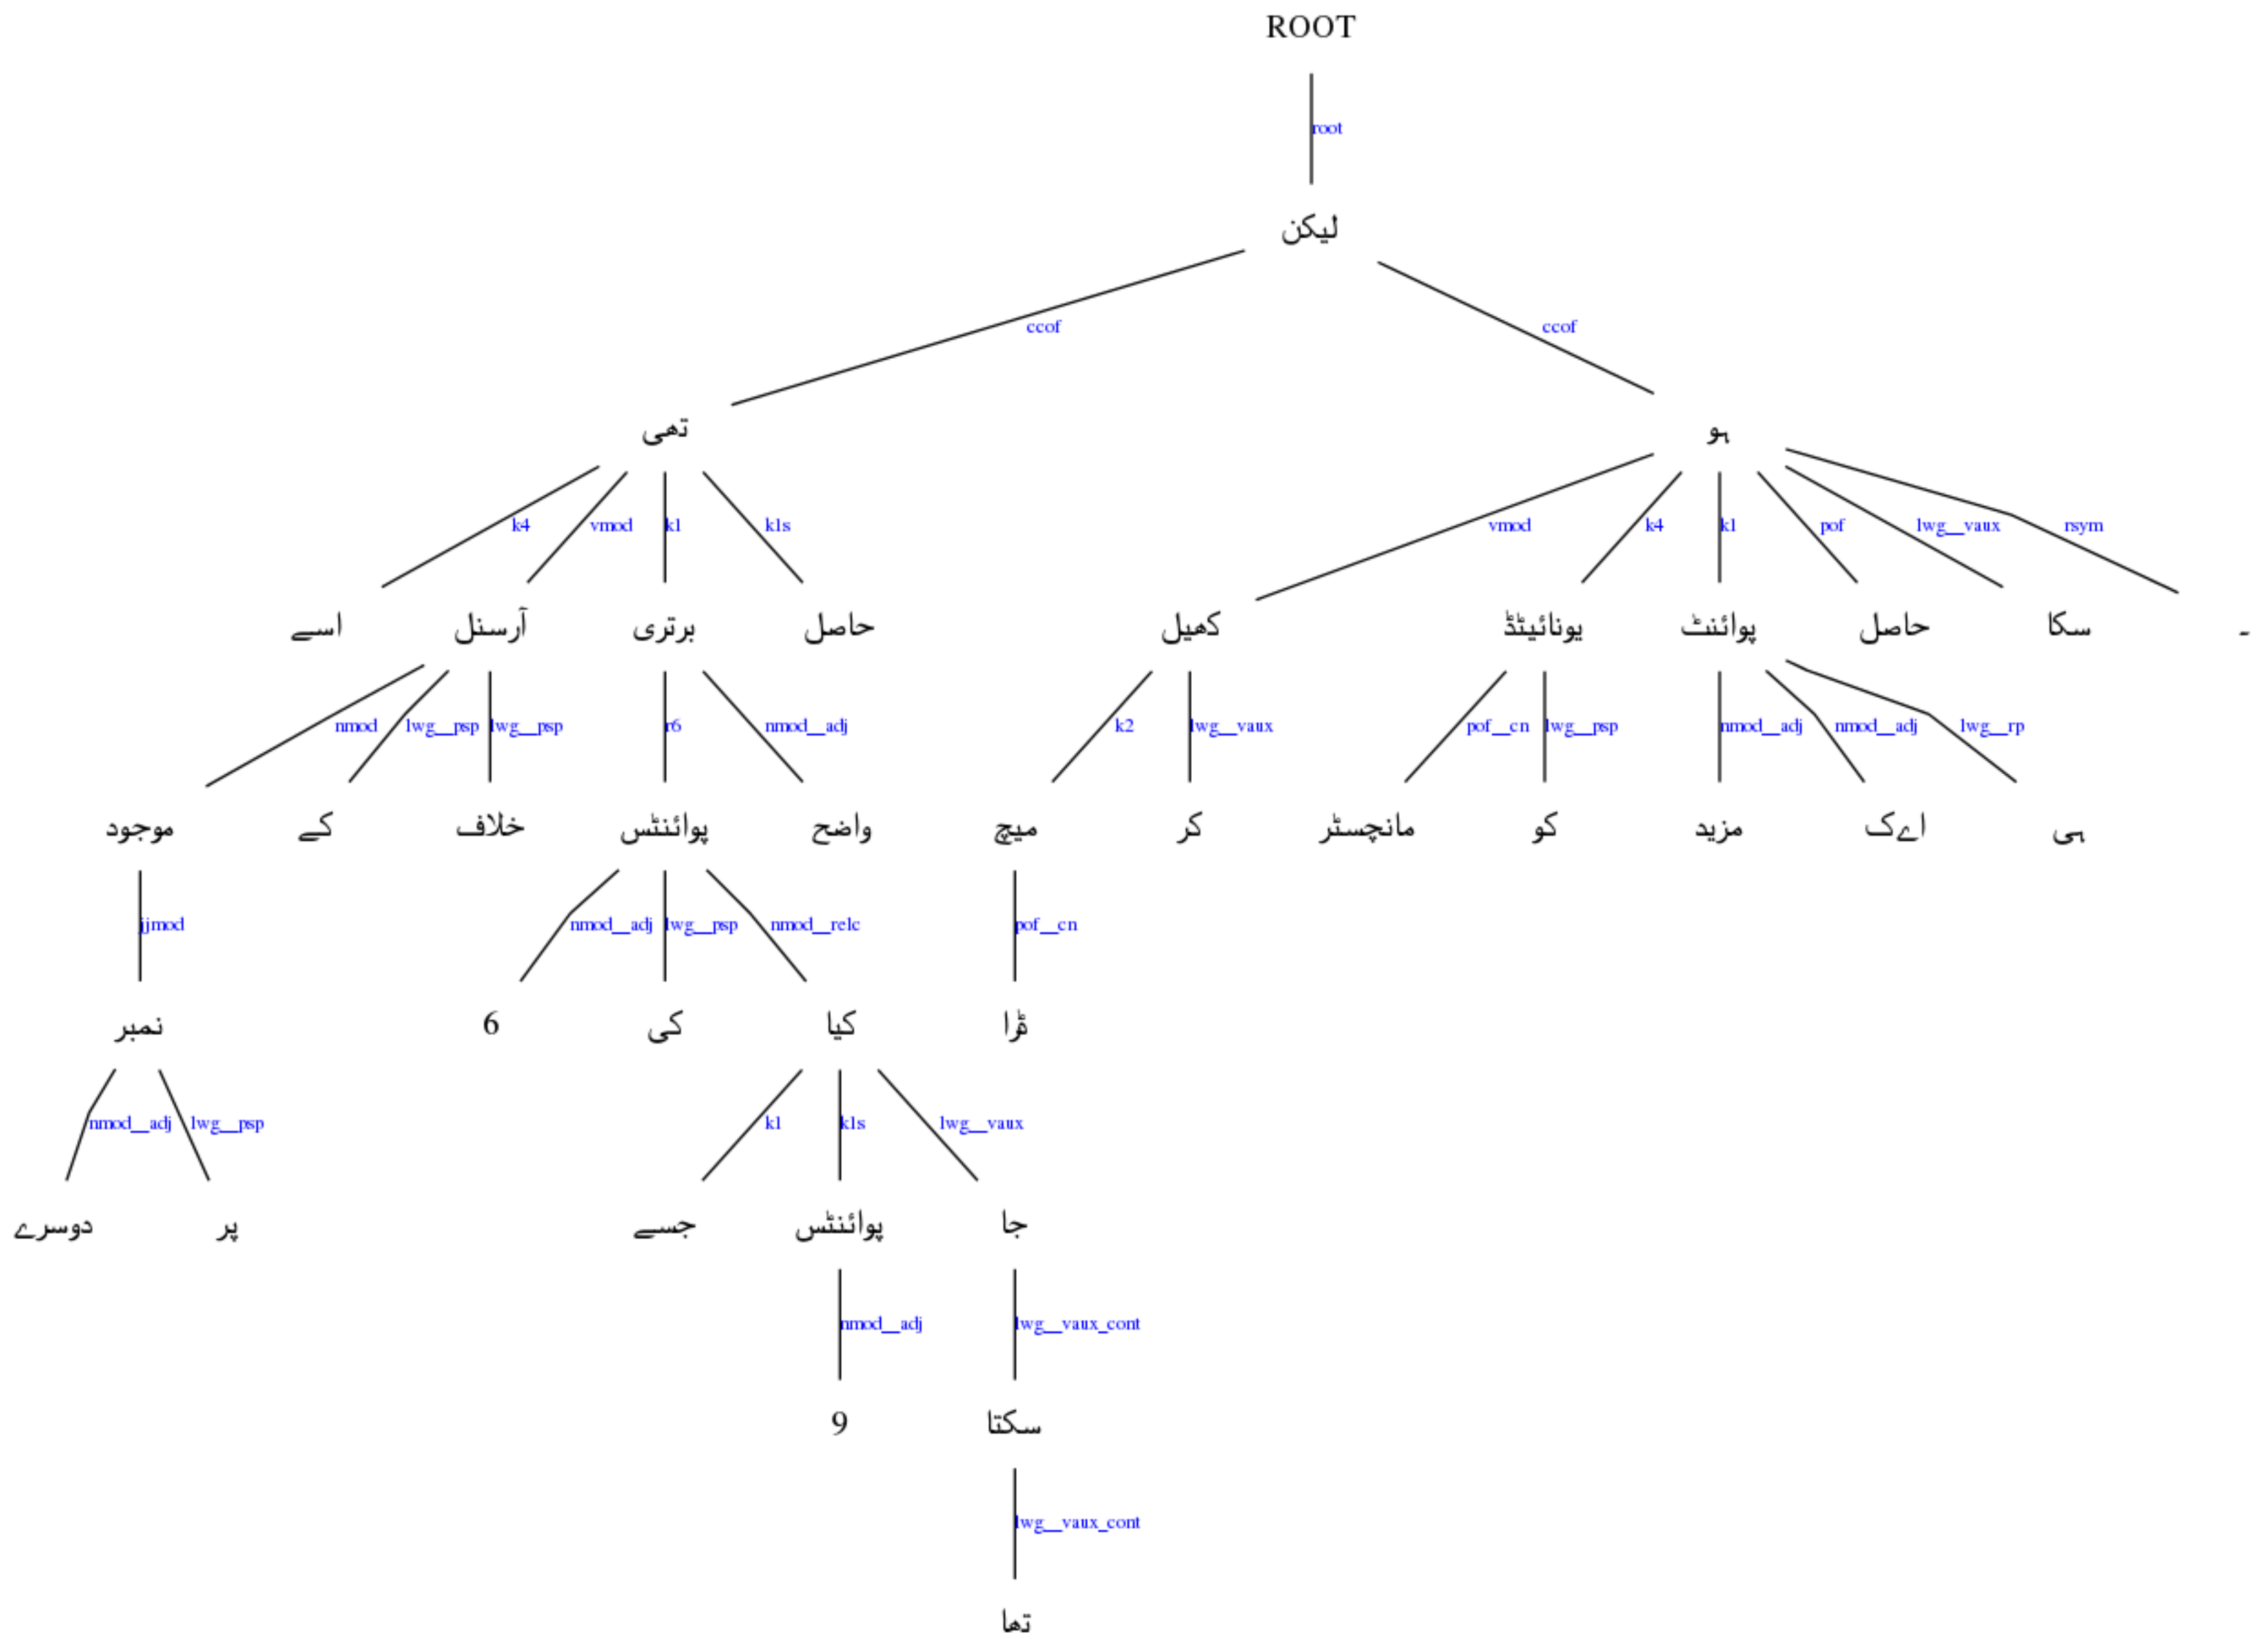 ROOT
root
لیکن
ccof ccof
تھی ہو
k4 vmod k1 k1s vmod k4 k1 pof lwg__vaux rsym
اسے آرسنل برتری حاصل کھیل یونائیٹڈ پوائنٹ حاصل سکا ۔
nmod lwg__psp lwg__psp r6 nmod__adj k2 lwg__vaux pof__cn lwg__psp nmod__adj nmod__adj lwg__rp
موجود کے خلاف پوائنٹس واضح میچ کر مانچسٹر کو مزید اےک ہی
jjmod nmod__adj lwg__psp nmod__relc pof__cn
نمبر 6 کی کیا ڈرا
nmod__adj lwg__psp k1 k1s lwg__vaux
دوسرے پر جسے پوائنٹس جا
nmod__adj lwg__vaux_cont
9 سکتا
lwg__vaux_cont
تھا